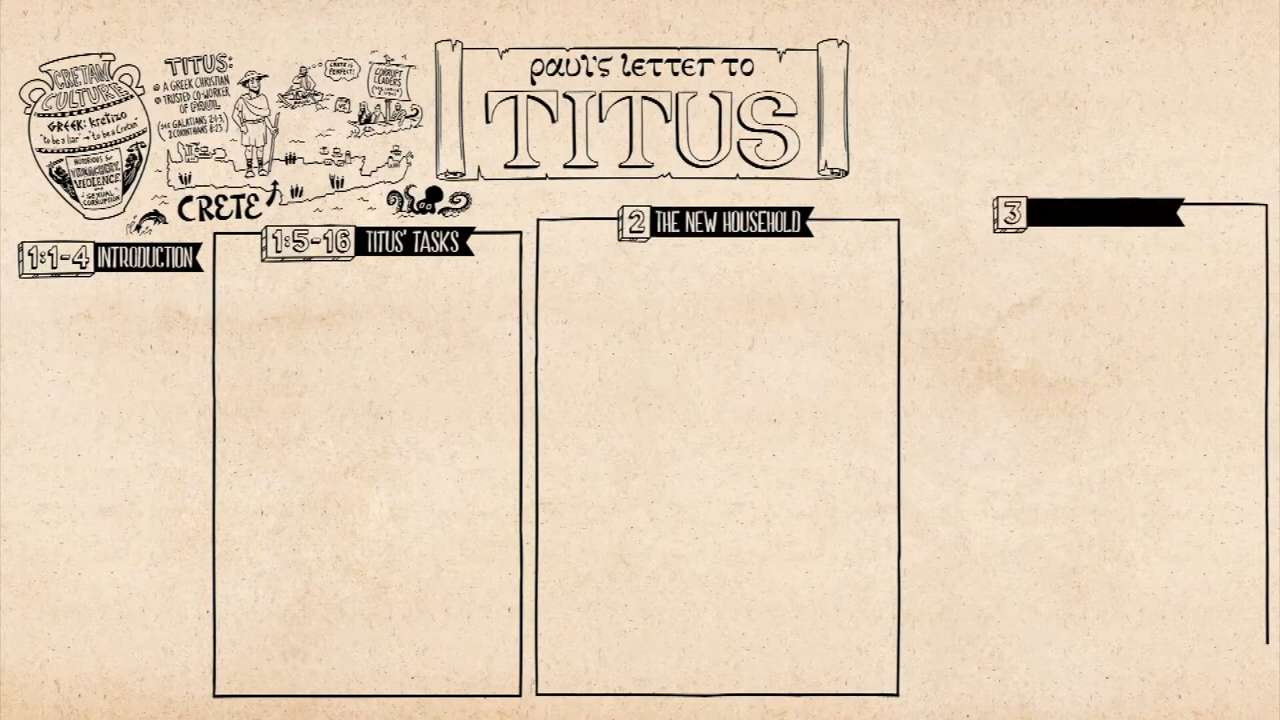 CRETAN
CULTURE
GREEK: kretizo
"to be a liar" → "to be a Cretan"
NOTORIOUS for
VIOLENCE
SEXUAL
CORRUPTION
TITUS:
A GREEK CHRISTIAN
TRUSTED CO-WORKER
OF
(SEE GALATIANS 2:1-3,
2 CORINTHIANS 8:23)
CRETE IS
PERFECT!
CORRUPT
LEADERS
CRETE
PAUL'S LETTER TO
TITUS
1:1-4 INTRODUCTION
1:5-16 TITUS' TASKS
2 THE NEW HOUSEHOLD
3